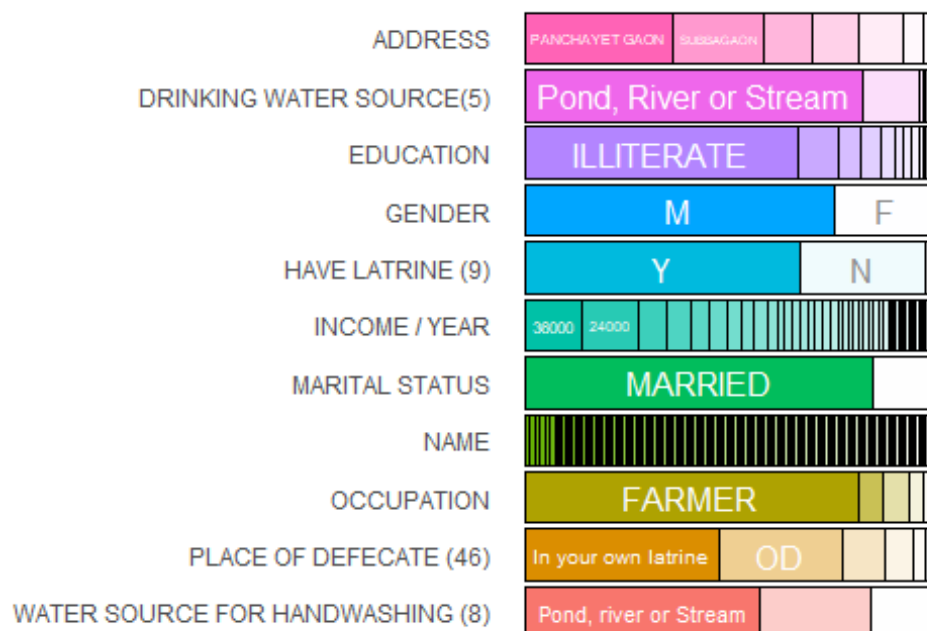 ADDRESS PANCHAYET GAON SUBBAGAON
DRINKING WATER SOURCE(5) Pond, River or Stream
EDUCATION ILLITERATE
GENDER M F
HAVE LATRINE (9) Y N
INCOME / YEAR 36000 24000
MARITAL STATUS MARRIED
NAME
OCCUPATION FARMER
PLACE OF DEFECATE (46) In your own latrine OD
WATER SOURCE FOR HANDWASHING (8) Pond, river or Stream